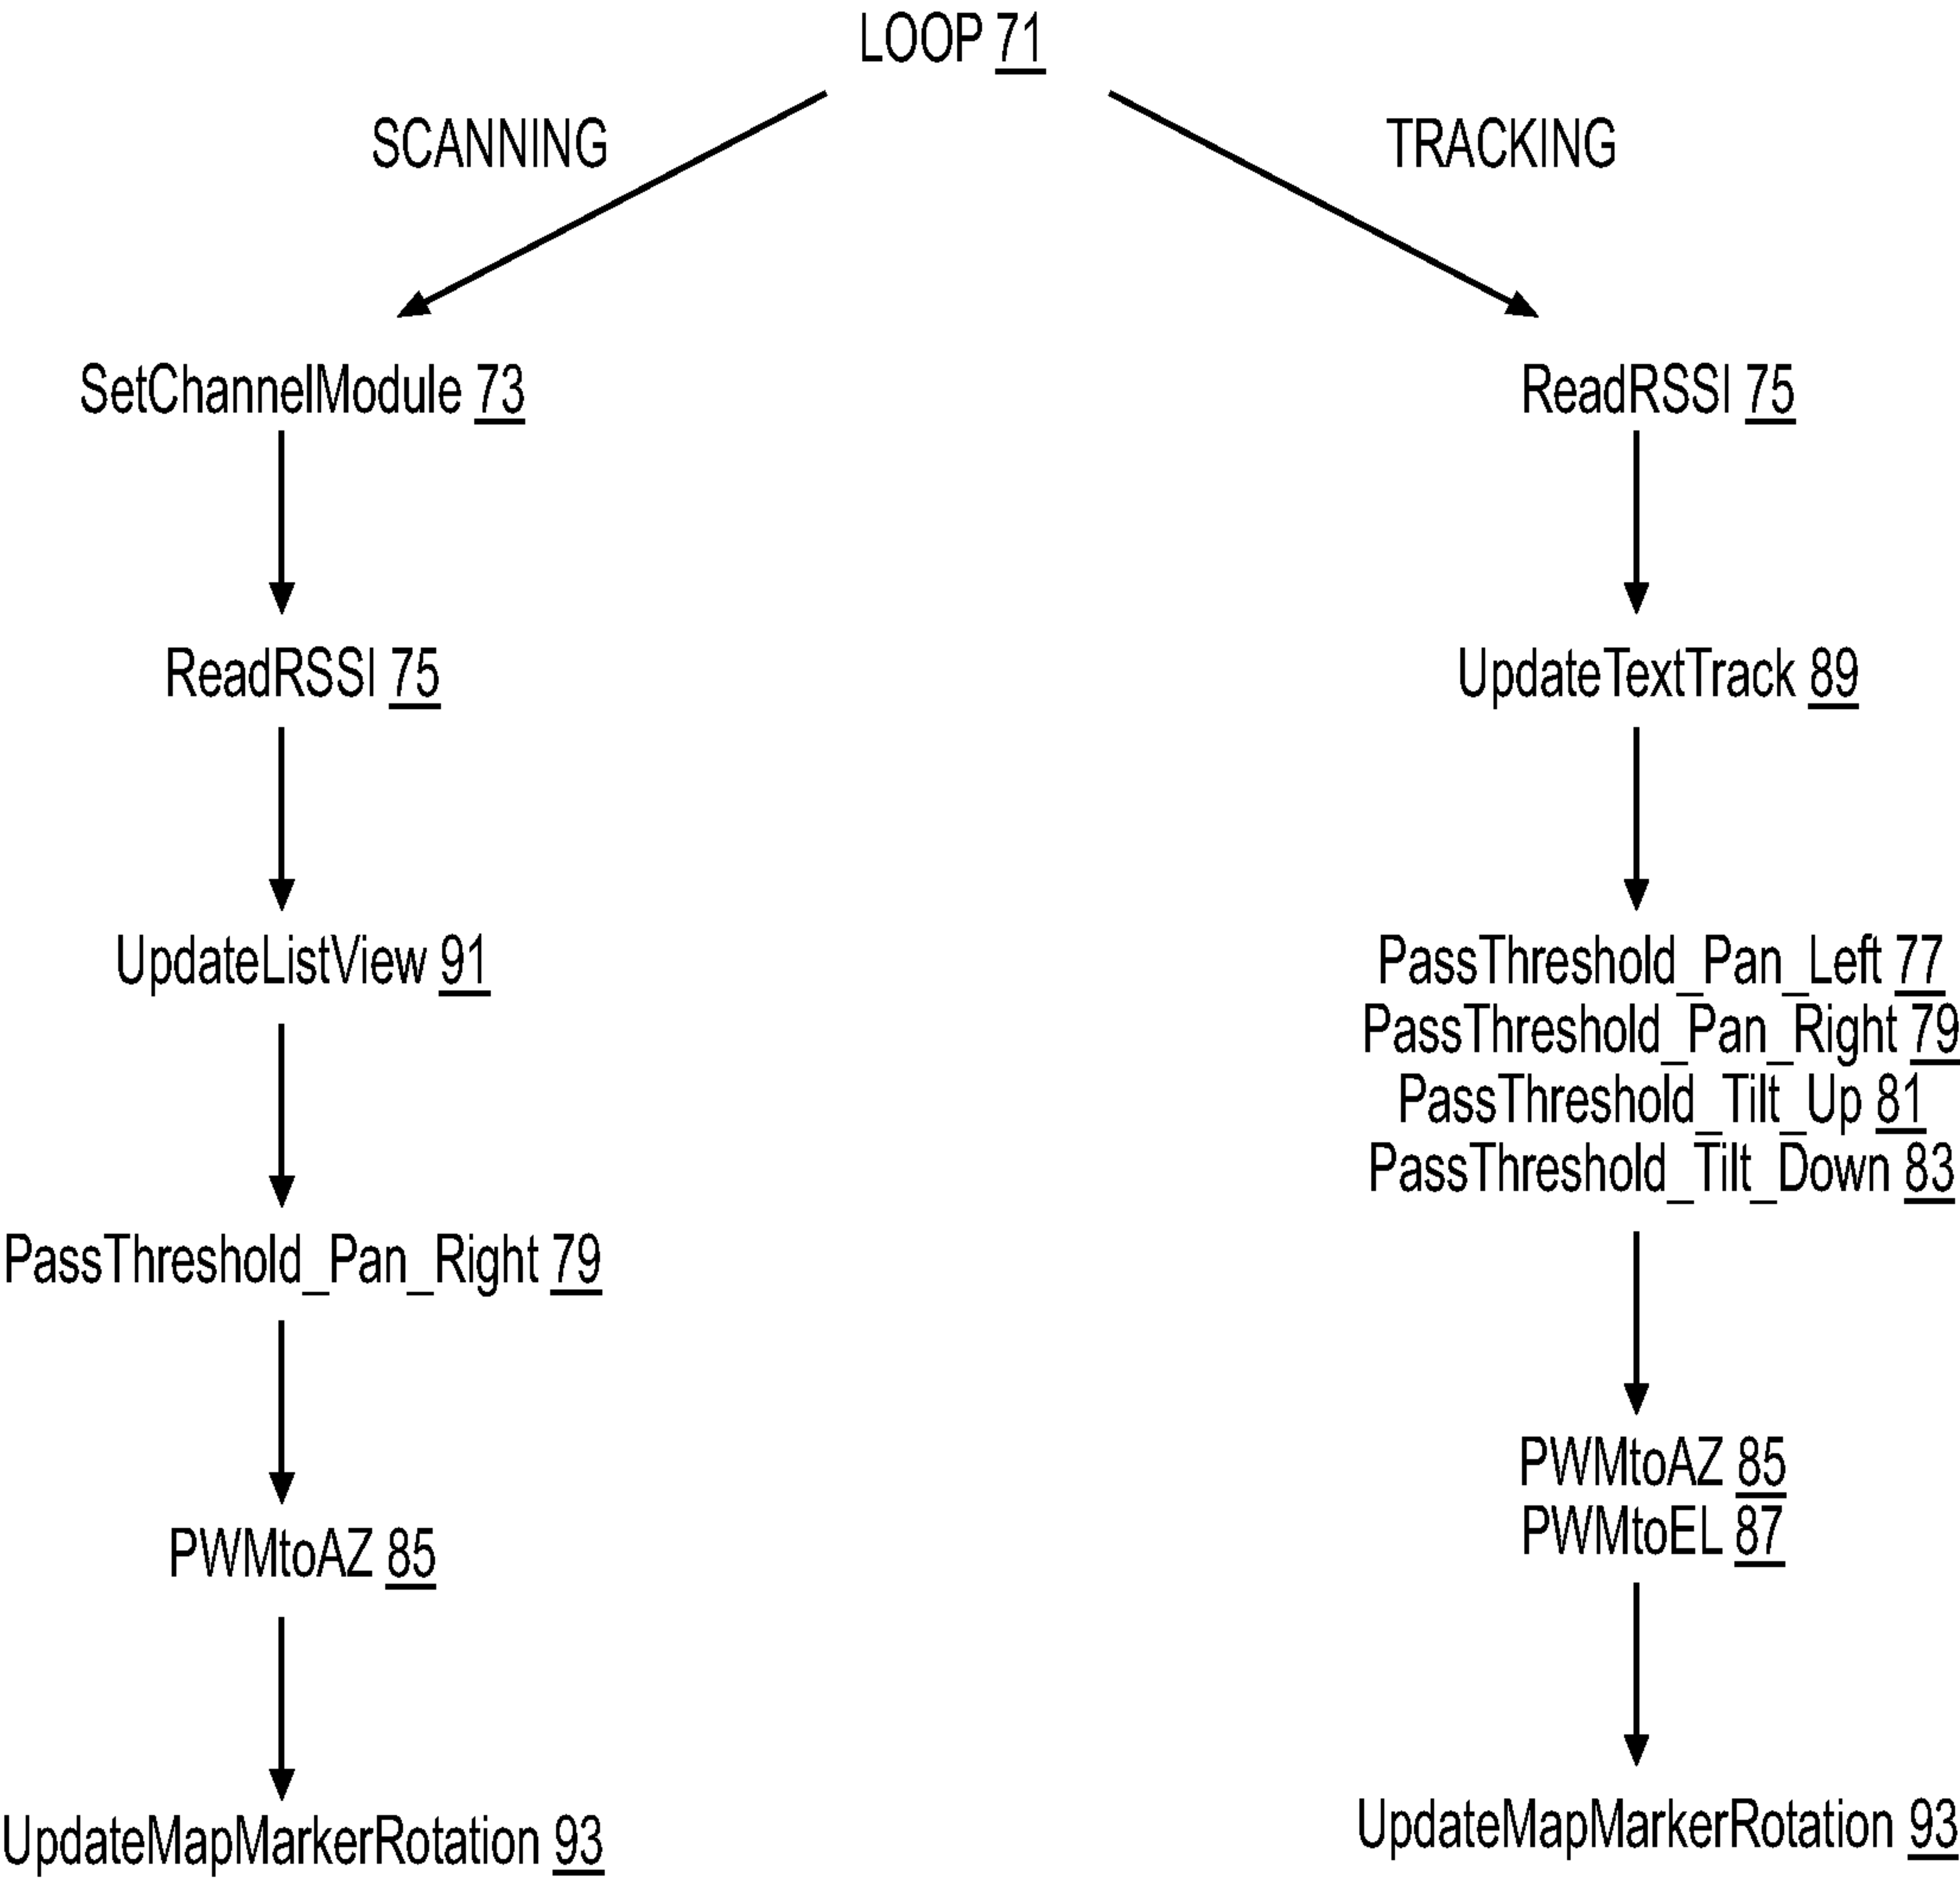 LOOP 71
SCANNING
TRACKING
SetChannelModule 73
ReadRSSI 75
UpdateListView 91
PassThreshold_Pan_Right 79
PWMtoAZ 85
UpdateMapMarkerRotation 93
ReadRSSI 75
UpdateTextTrack 89
PassThreshold_Pan_Left 77
PassThreshold_Pan_Right 79
PassThreshold_Tilt_Up 81
PassThreshold_Tilt_Down 83
PWMtoAZ 85
PWMtoEL 87
UpdateMapMarkerRotation 93